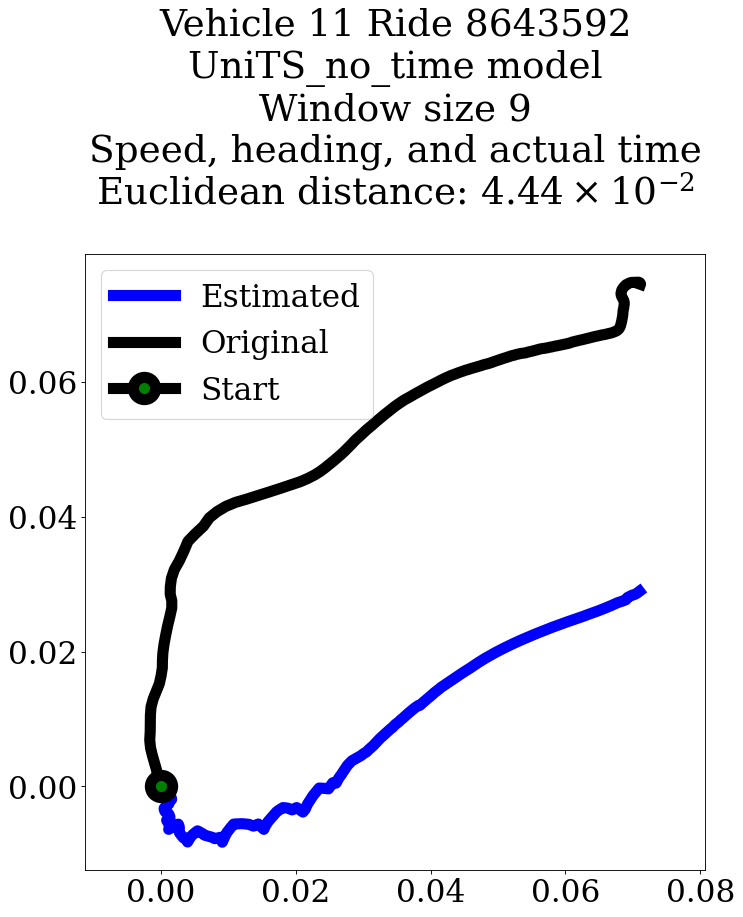 Vehicle 11 Ride 8643592
UniTS_no_time model
Window size 9
Speed, heading, and actual time
Euclidean distance: 4.44 × 10⁻²
Estimated
Original
Start
0.06
0.04
0.02
0.00
0.00 0.02 0.04 0.06 0.08